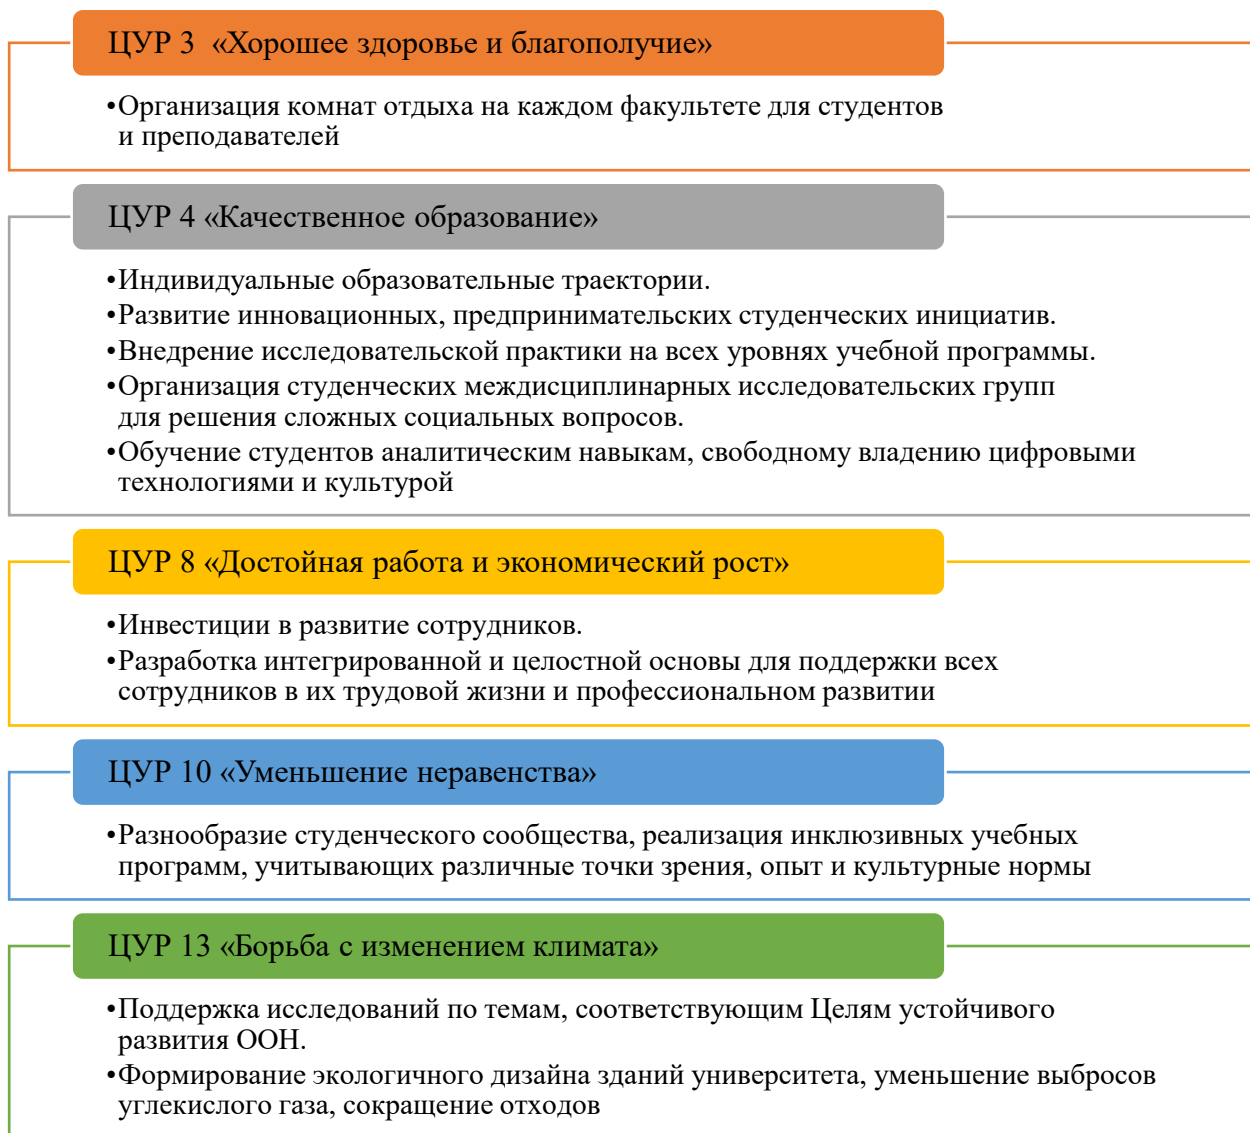 ЦУР 3 «Хорошее здоровье и благополучие»
•Организация комнат отдыха на каждом факультете для студентов
и преподавателей
ЦУР 4 «Качественное образование»
•Индивидуальные образовательные траектории.
•Развитие инновационных, предпринимательских студенческих инициатив.
•Внедрение исследовательской практики на всех уровнях учебной программы.
•Организация студенческих междисциплинарных исследовательских групп
для решения сложных социальных вопросов.
•Обучение студентов аналитическим навыкам, свободному владению цифровыми
технологиями и культурой
ЦУР 8 «Достойная работа и экономический рост»
•Инвестиции в развитие сотрудников.
•Разработка интегрированной и целостной основы для поддержки всех
сотрудников в их трудовой жизни и профессиональном развитии
ЦУР 10 «Уменьшение неравенства»
•Разнообразие студенческого сообщества, реализация инклюзивных учебных
программ, учитывающих различные точки зрения, опыт и культурные нормы
ЦУР 13 «Борьба с изменением климата»
•Поддержка исследований по темам, соответствующим Целям устойчивого
развития ООН.
•Формирование экологичного дизайна зданий университета, уменьшение выбросов
углекислого газа, сокращение отходов